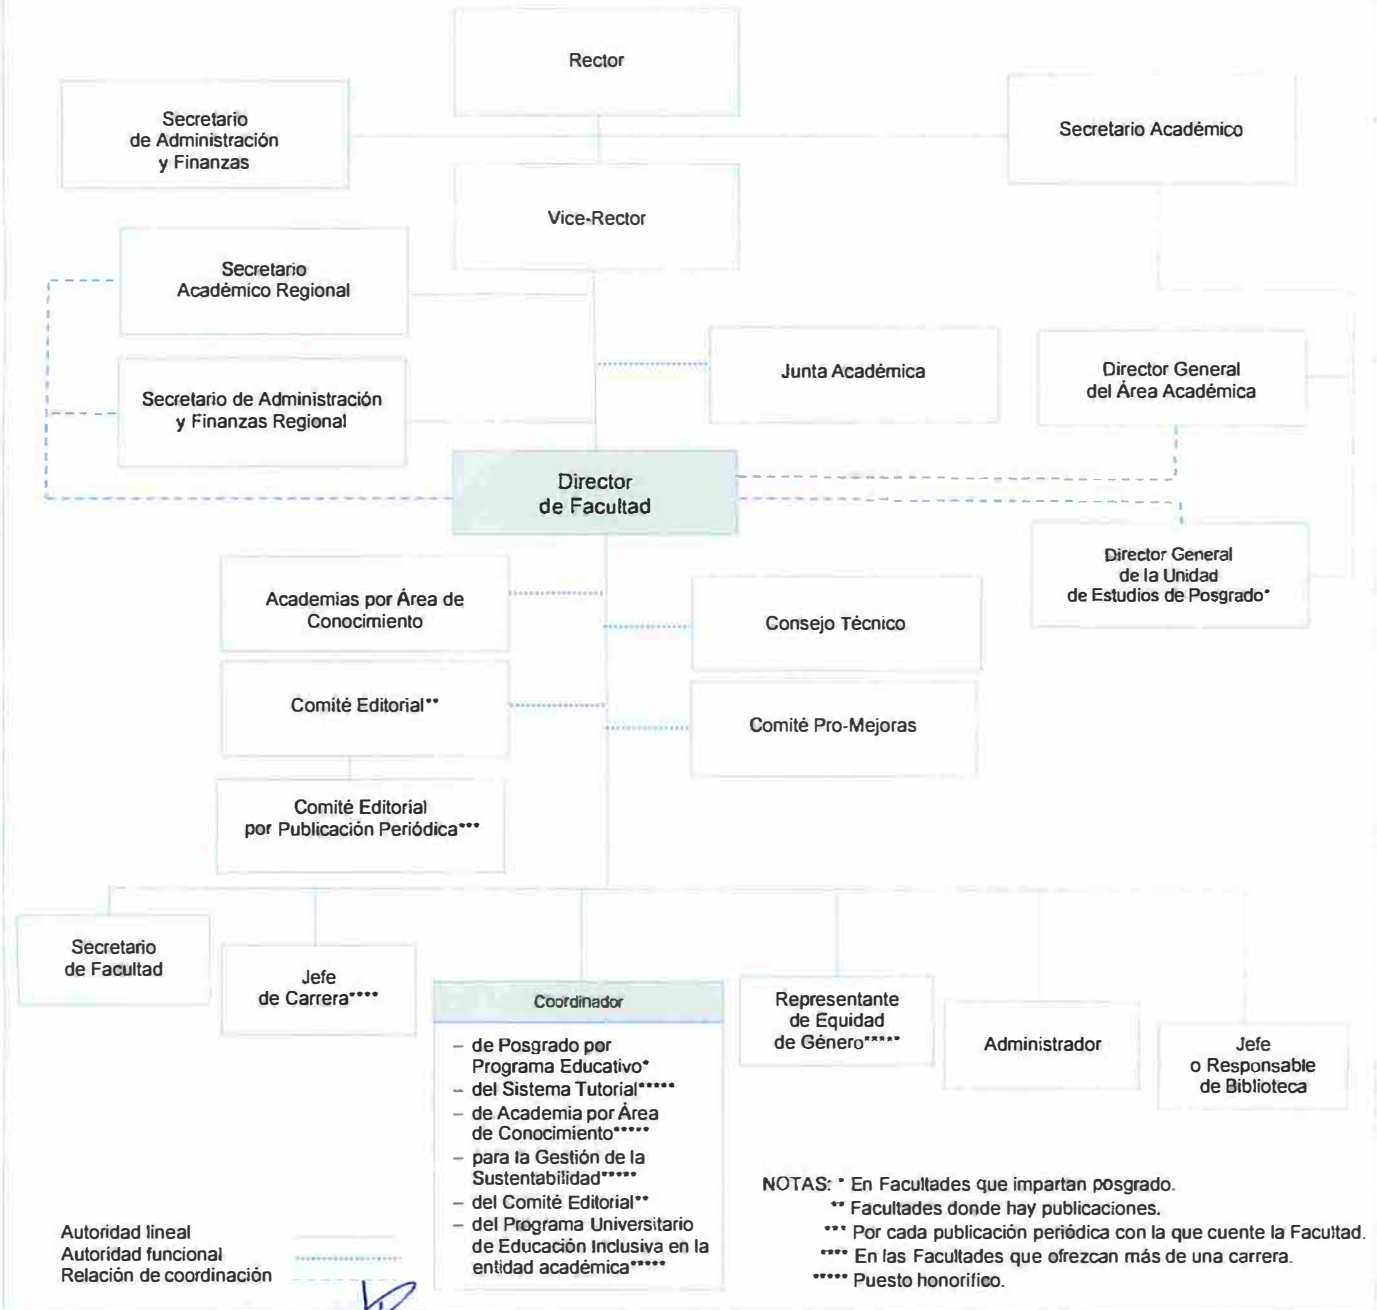 Rector
Secretario
de Administración
y Finanzas
Secretario Académico
Vice-Rector
Secretario
Académico Regional
Junta Académica
Director General
del Área Académica
Secretario de Administración
y Finanzas Regional
Director
de Facultad
Director General
de la Unidad
de Estudios de Posgrado*
Academias por Área de
Conocimiento
Consejo Técnico
Comité Editorial**
Comité Pro-Mejoras
Comité Editorial
por Publicación Periódica***
Secretario
de Facultad
Jefe
de Carrera****
Coordinador
– de Posgrado por
Programa Educativo*
– del Sistema Tutorial*****
– de Academia por Área
de Conocimiento*****
– para la Gestión de la
Sustentabilidad*****
– del Comité Editorial**
– del Programa Universitario
de Educación Inclusiva en la
entidad académica*****
Representante
de Equidad
de Género*****
Administrador
Jefe
o Responsable
de Biblioteca
Autoridad lineal
Autoridad funcional
Relación de coordinación
NOTAS: * En Facultades que impartan posgrado.
** Facultades donde hay publicaciones.
*** Por cada publicación periódica con la que cuente la Facultad.
**** En las Facultades que ofrezcan más de una carrera.
***** Puesto honorífico.